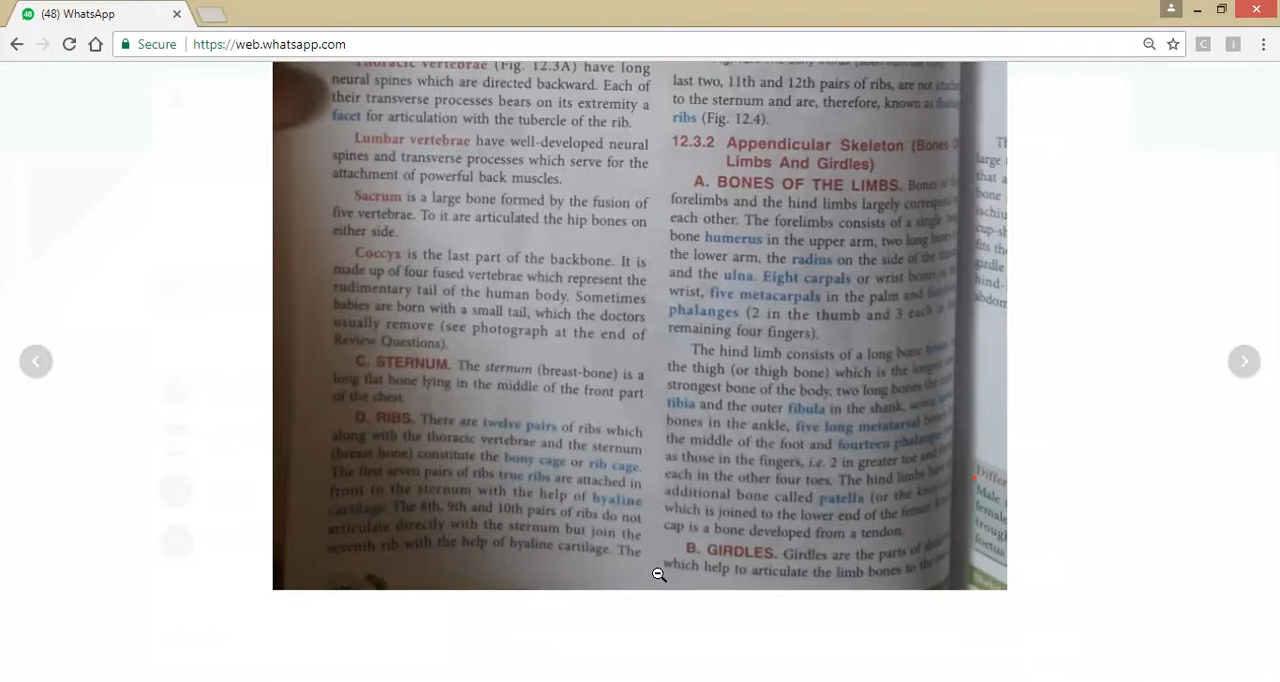 48
(48) WhatsApp
Secure
https://web.whatsapp.com
C
I
Thoracic vertebrae (Fig. 12.3A) have long
neural spines which are directed backward. Each of
their transverse processes bears on its extremity a
facet for articulation with the tubercle of the rib.
Lumbar vertebrae have well-developed neural
spines and transverse processes which serve for the
attachment of powerful back muscles.
Sacrum is a large bone formed by the fusion of
five vertebrae. To it are articulated the hip bones on
either side.
Coccyx is the last part of the backbone. It is
made up of four fused vertebrae which represent the
rudimentary tail of the human body. Sometimes
babies are born with a small tail, which the doctors
usually remove (see photograph at the end of
Review Questions).
C. STERNUM. The sternum (breast-bone) is a
long flat bone lying in the middle of the front part
of the chest.
D. RIBS. There are twelve pairs of ribs which
along with the thoracic vertebrae and the sternum
(breast-bone) constitute the bony cage or rib cage.
The first seven pairs of ribs true ribs are attached in
front to the sternum with the help of hyaline
cartilage. The 8th, 9th and 10th pairs of ribs do not
articulate directly with the sternum but join the
seventh rib with the help of hyaline cartilage. The
last two, 11th and 12th pairs of ribs, are not
to the sternum and are, therefore, known as
ribs (Fig. 12.4).
12.3.2 Appendicular Skeleton (Bones
Limbs And Girdles)
A. BONES OF THE LIMBS. Bones
forelimbs and the hind limbs largely
each other. The forelimbs consists of a single
bone humerus in the upper arm, two long
the lower arm, the radius on the side of the
and the ulna. Eight carpals or wrist bones
wrist, five metacarpals in the palm and
phalanges (2 in the thumb and 3 each
remaining four fingers).
The hind limb consists of a long bone
the thigh (or thigh bone) which is the longest
strongest bone of the body, two long bones the
tibia and the outer fibula in the shank,
bones in the ankle, five long metatarsal
the middle of the foot and fourteen
as those in the fingers, i.e. 2 in greater toe and
each in the other four toes. The hind limbs
additional bone called patella (or the
which is joined to the lower end of the femur.
cap is a bone developed from a tendon.
B. GIRDLES. Girdles are the parts of
which help to articulate the limb bones to the
large
that a
bone
cup-sh
fits the
girdle
hind-
abdom
Differ
Male
female
foetus